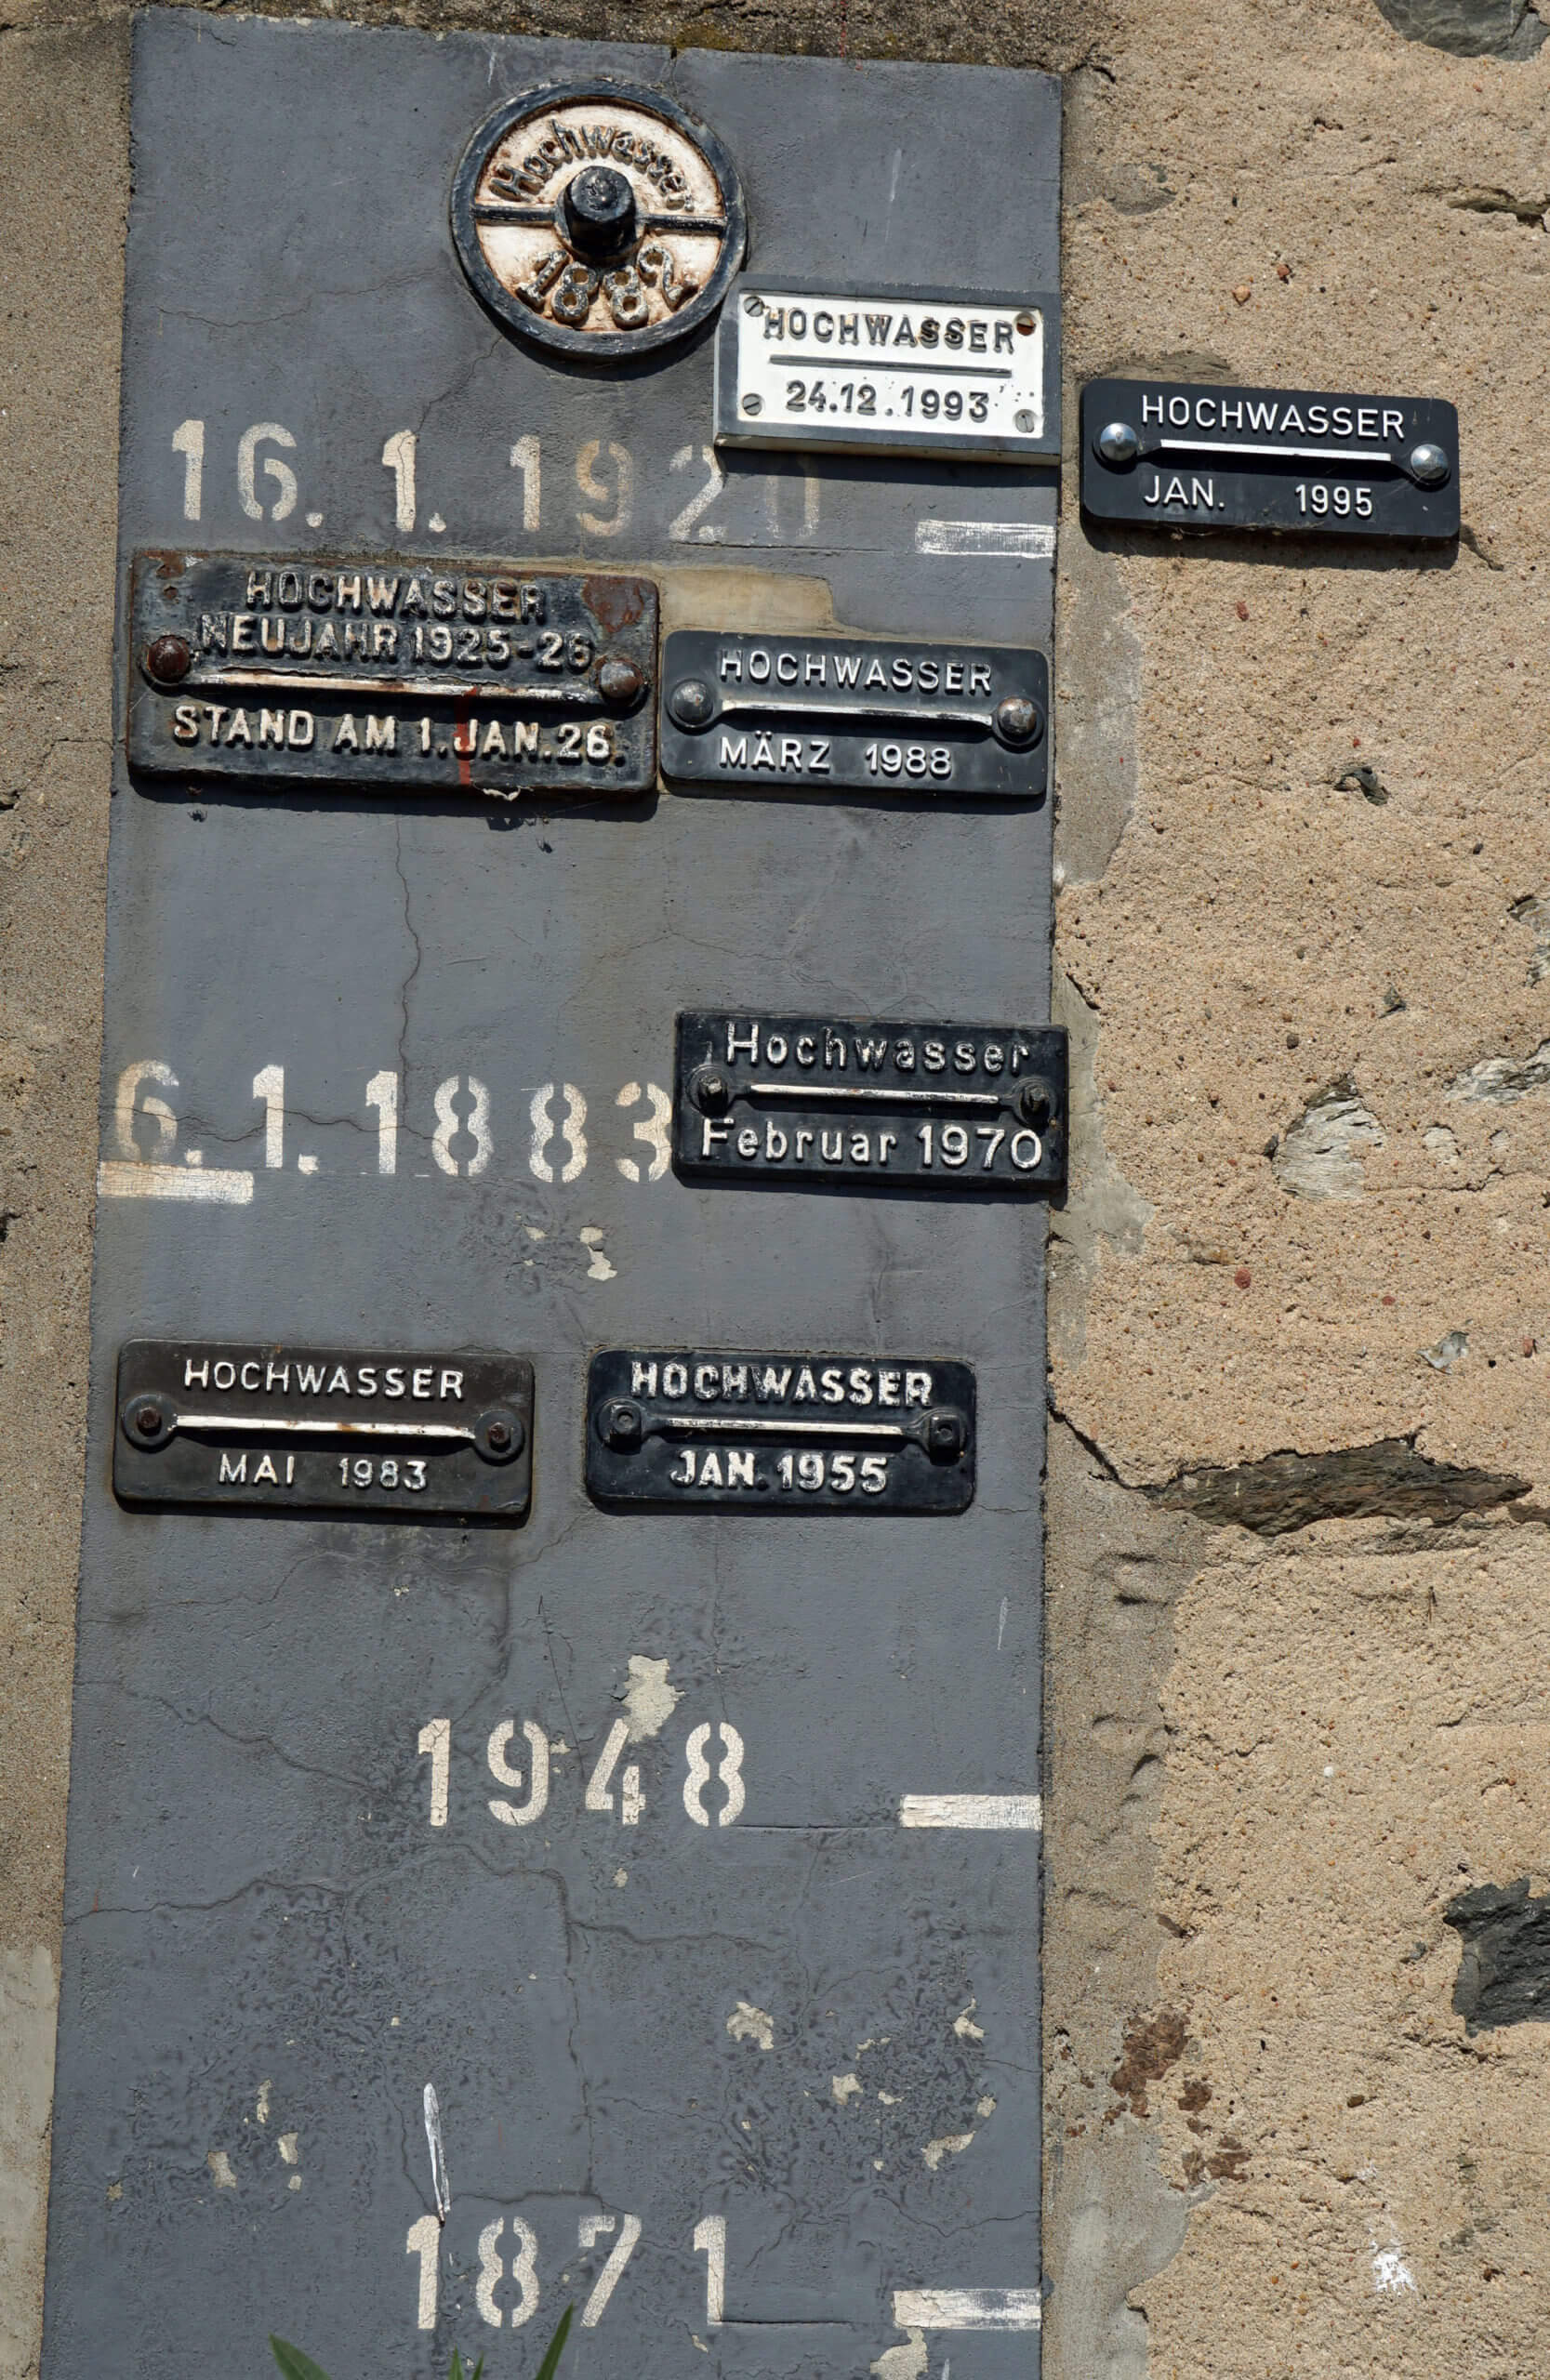 Hochwasser
1882
HOCHWASSER
24.12.1993
HOCHWASSER
JAN. 1995
16. 1. 1920
HOCHWASSER
NEUJAHR 1925-26
STAND AM 1.JAN.26.
HOCHWASSER
MÄRZ 1988
Hochwasser
Februar 1970
6. 1. 1883
HOCHWASSER
MAI 1983
HOCHWASSER
JAN. 1955
1948
1871